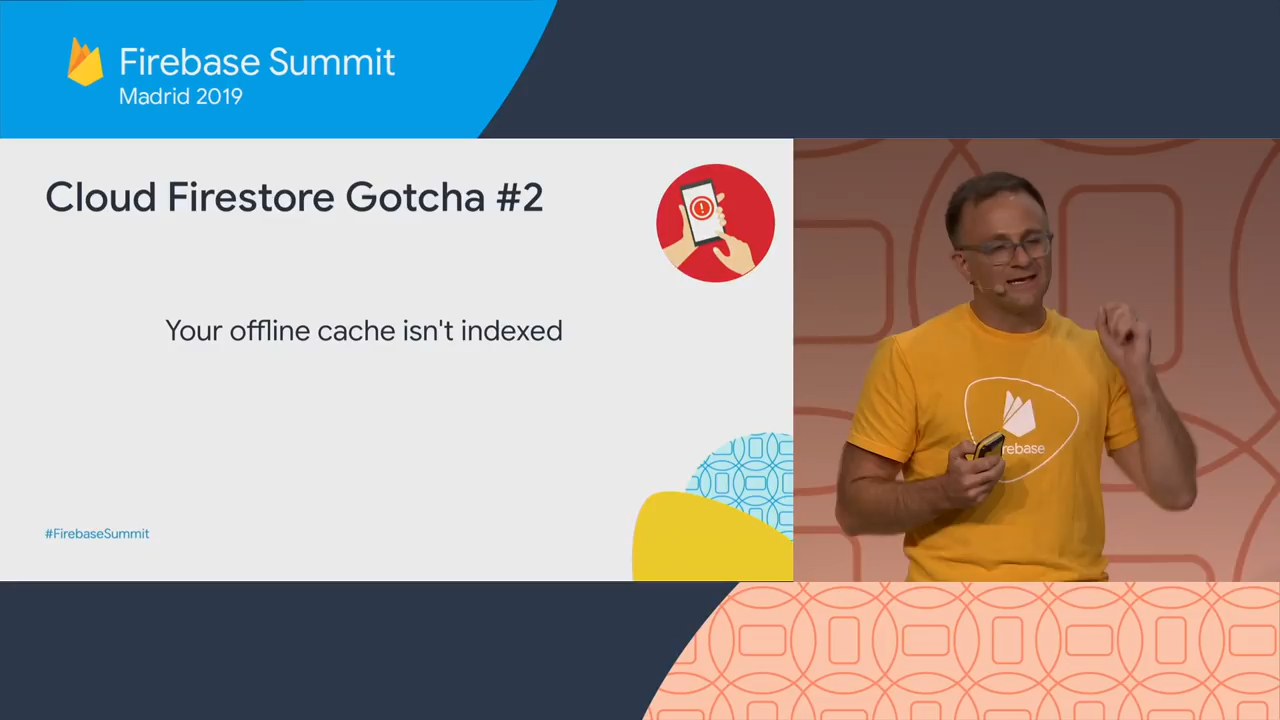 Firebase Summit
Madrid 2019
Cloud Firestore Gotcha #2
Your offline cache isn't indexed
#FirebaseSummit
rebase